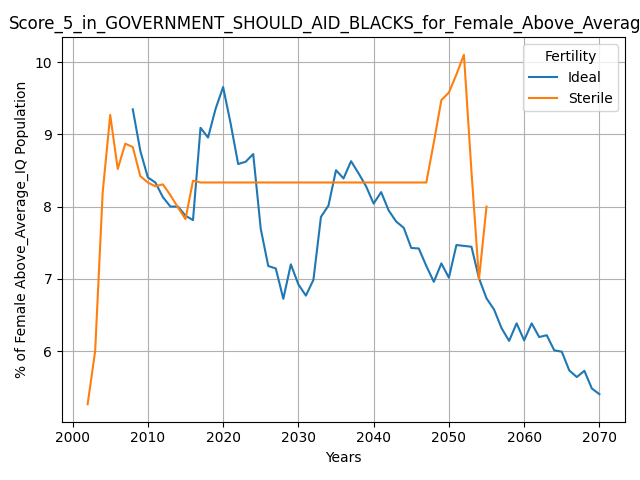 Score_5_in_GOVERNMENT_SHOULD_AID_BLACKS_for_Female_Above_Averag
% of Female Above_Average_IQ Population
10
9
8
7
6
Fertility
Ideal
Sterile
2000 2010 2020 2030 2040 2050 2060 2070
Years